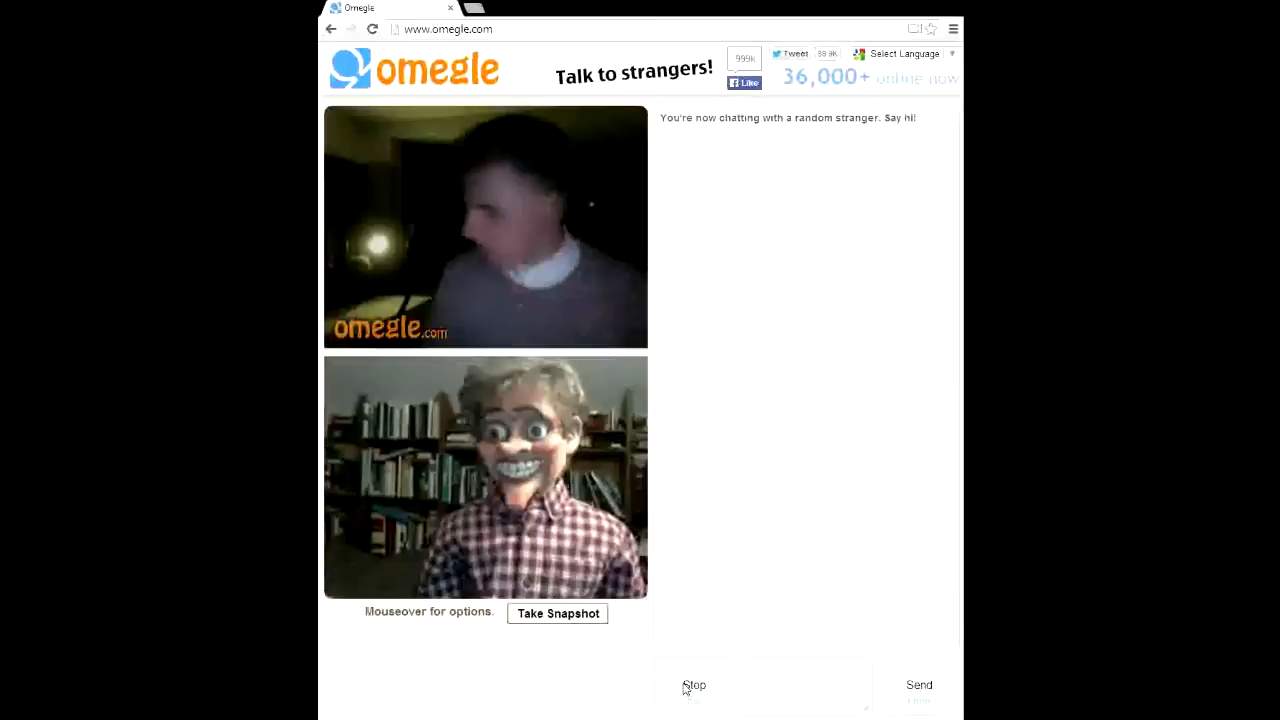 Omegle
www.omegle.com
omegle
Talk to strangers!
999k
Like
Tweet
Select Language
36,000+ online now
You're now chatting with a random stranger. Say hi!
omegle.com
Mouseover for options.
Take Snapshot
Stop
Send